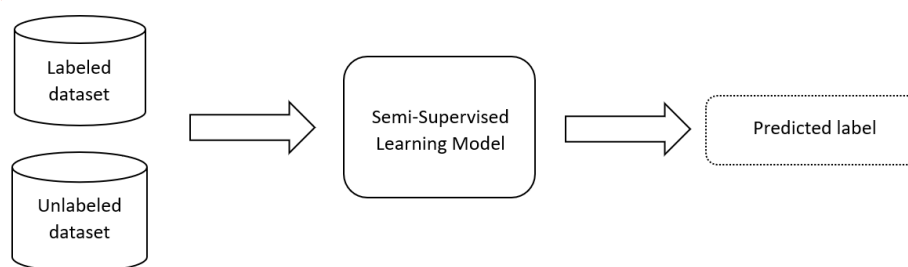 Labeled
dataset
Unlabeled
dataset
Semi-Supervised
Learning Model
Predicted label